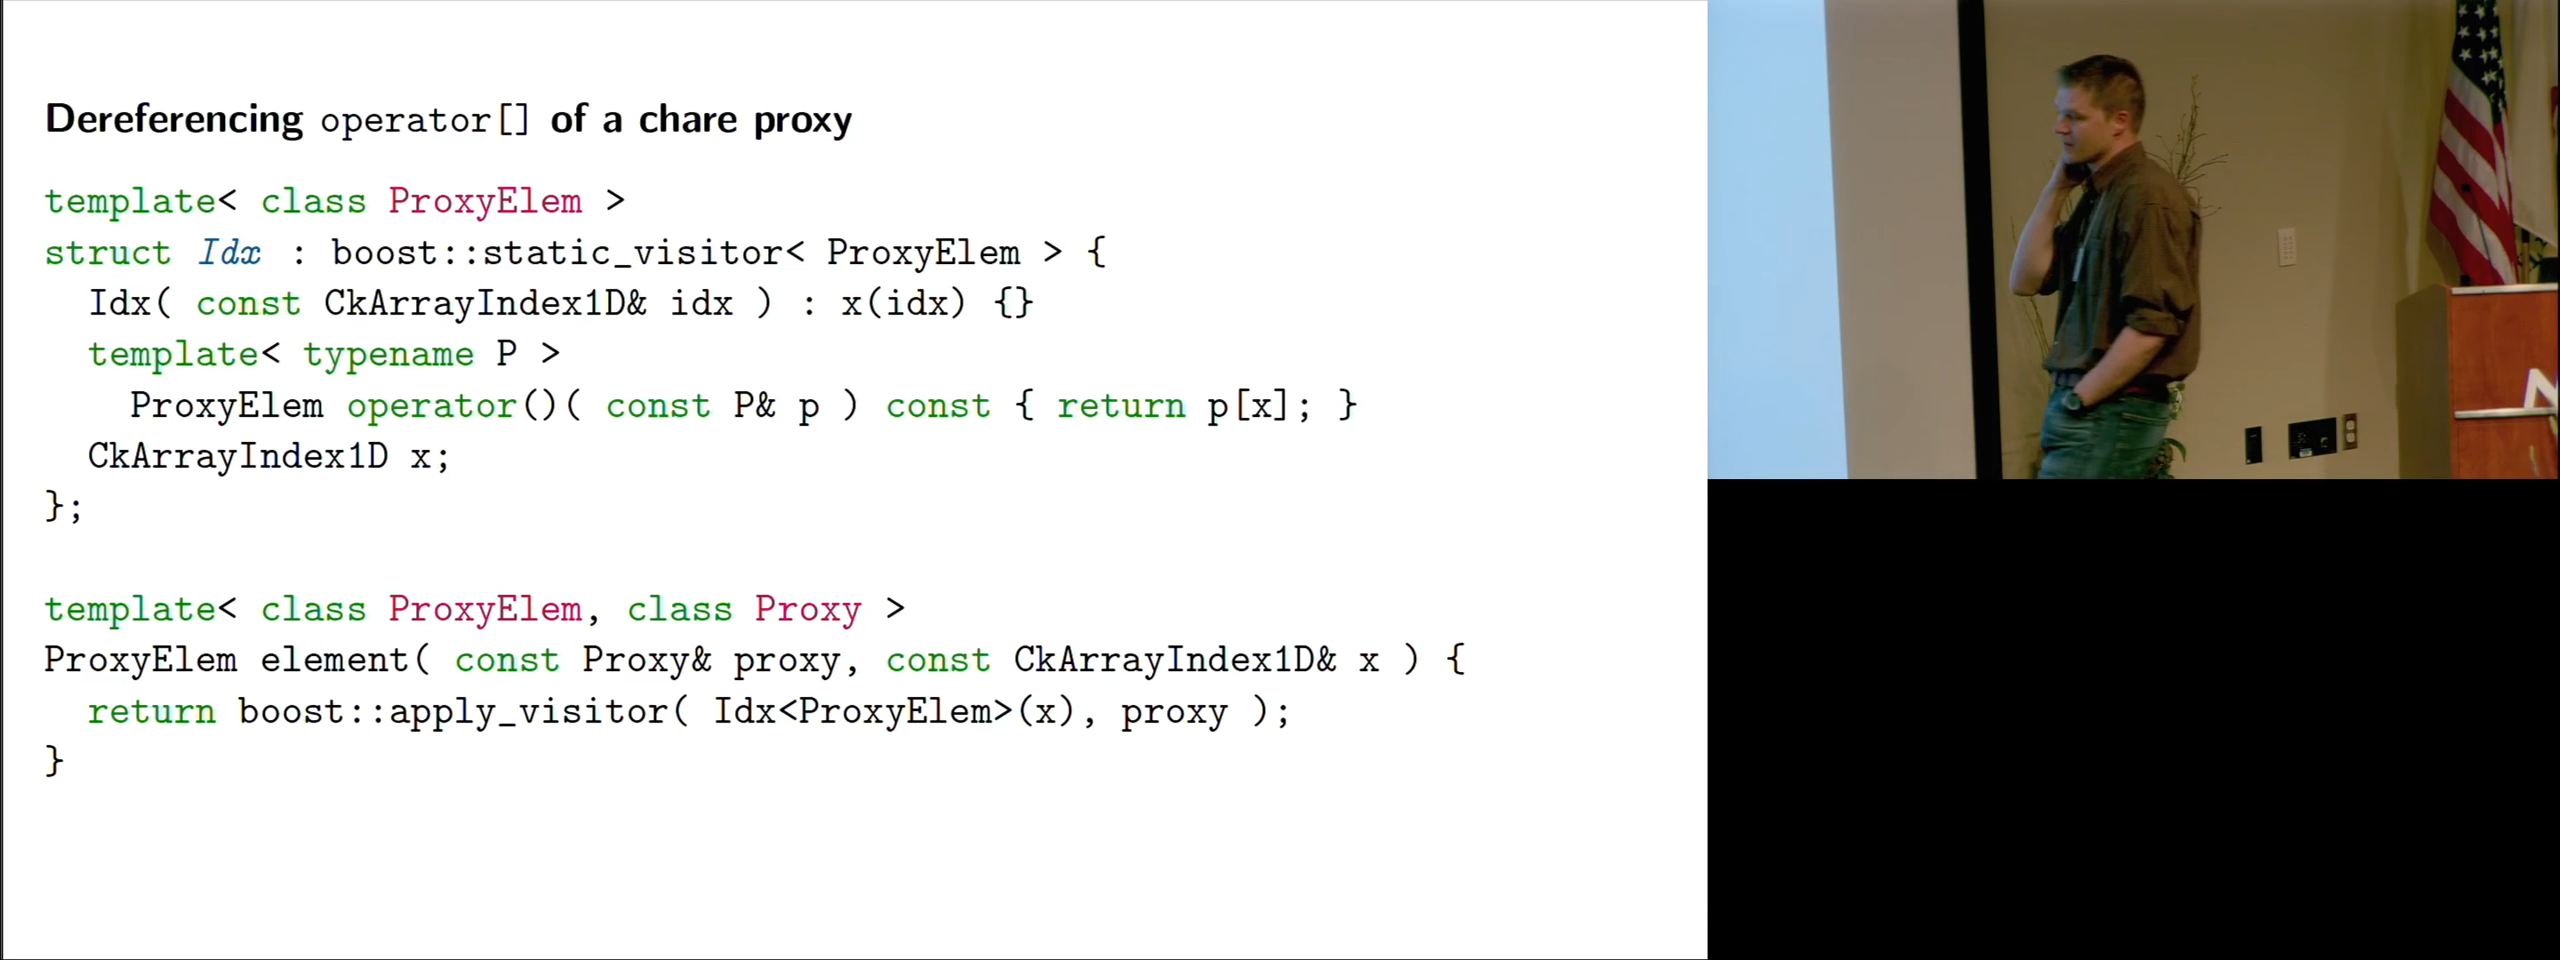 Dereferencing operator[] of a chare proxy
template< class ProxyElem >
struct Idx : boost::static_visitor< ProxyElem > {
Idx( const CkArrayIndex1D& idx ) : x(idx) {}
template< typename P >
ProxyElem operator()( const P& p ) const { return p[x]; }
CkArrayIndex1D x;
};
template< class ProxyElem, class Proxy >
ProxyElem element( const Proxy& proxy, const CkArrayIndex1D& x ) {
return boost::apply_visitor( Idx<ProxyElem>(x), proxy );
}